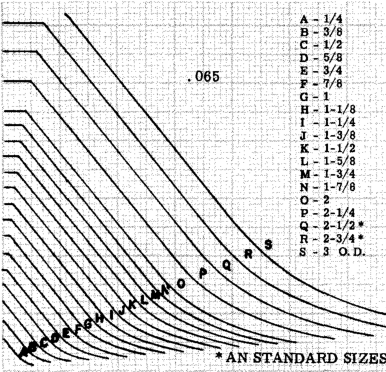 A - 1/4
B - 3/8
C - 1/2
.065
D - 5/8
E - 3/4
F - 7/8
G - 1
H - 1-1/8
I - 1-1/4
J - 1-3/8
K - 1-1/2
L - 1-5/8
M - 1-3/4
N - 1-7/8
O - 2
P - 2-1/4
Q - 2-1/2*
R - 2-3/4*
S - 3 O.D.
A B C D E F G H I J K L M N O P Q R S
*AN STANDARD SIZES